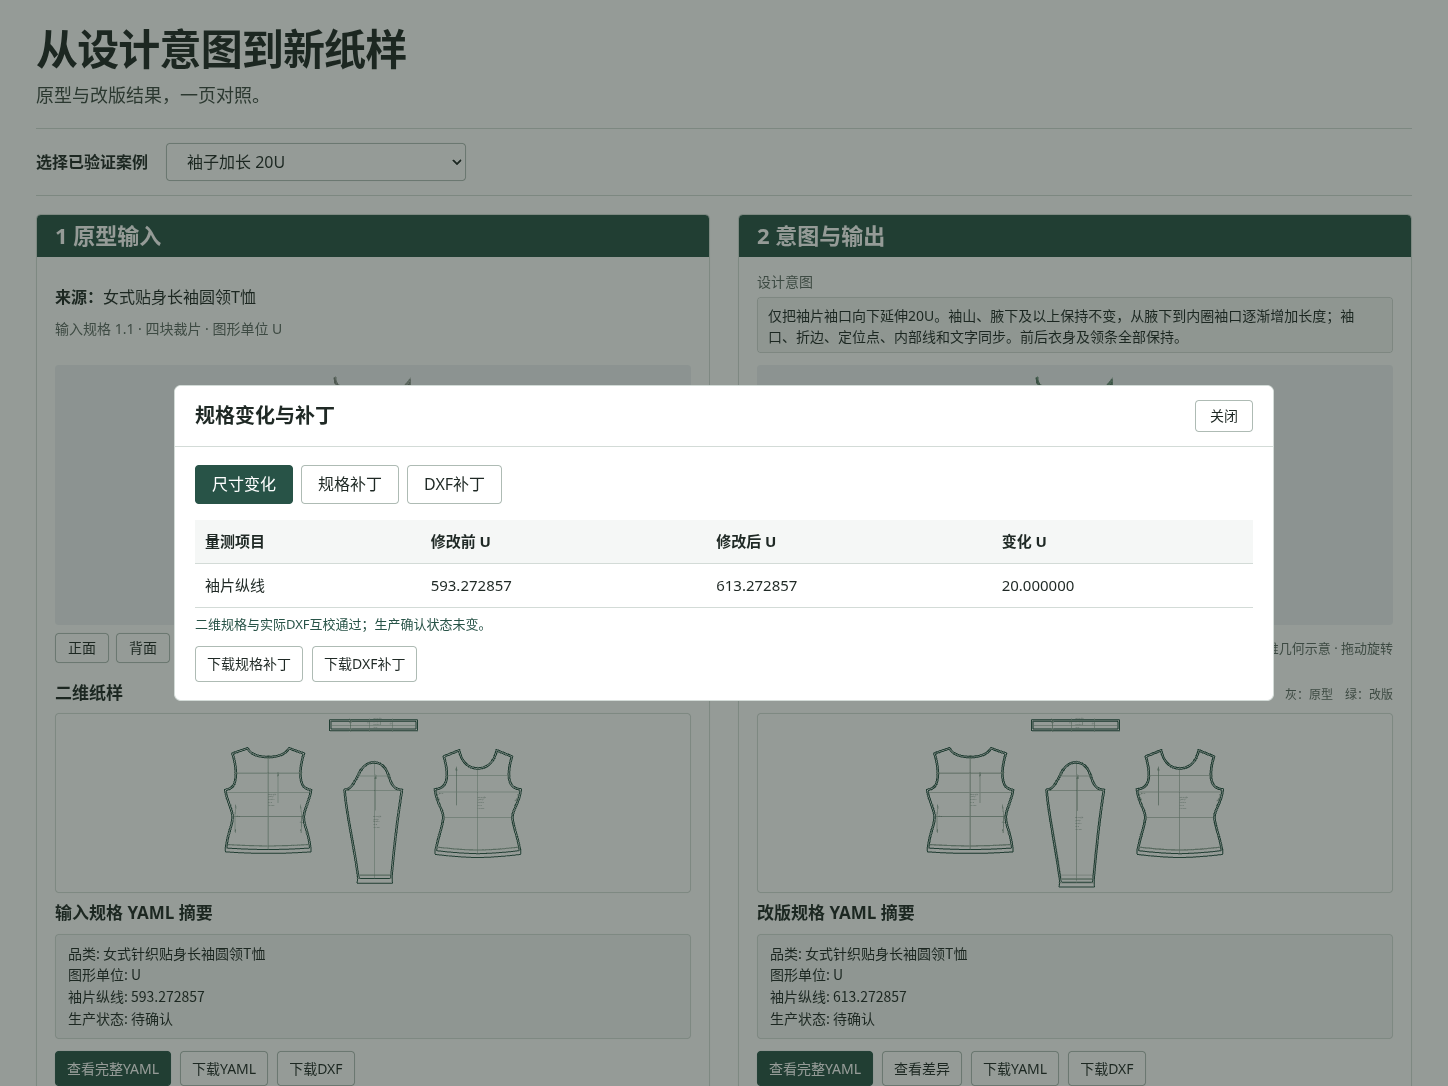 从设计意图到新纸样
原型与改版结果，一页对照。
选择已验证案例
袖子加长 20U
1 原型输入
来源：女式贴身长袖圆领T恤
输入规格 1.1 · 四块裁片 · 图形单位 U
2 意图与输出
设计意图
仅把袖片袖口向下延伸20U。袖山、腋下及以上保持不变，从腋下到内圈袖口逐渐增加长度；袖
口、折边、定位点、内部线和文字同步。前后衣身及领条全部保持。
规格变化与补丁
关闭
尺寸变化 规格补丁 DXF补丁
量测项目 修改前 U 修改后 U 变化 U
袖片纵线 593.272857 613.272857 20.000000
二维规格与实际DXF互校通过；生产确认状态未变。
下载规格补丁 下载DXF补丁
正面 背面
几何示意 · 拖动旋转
二维纸样
灰：原型 绿：改版
输入规格 YAML 摘要
品类: 女式针织贴身长袖圆领T恤
图形单位: U
袖片纵线: 593.272857
生产状态: 待确认
查看完整YAML 下载YAML 下载DXF
改版规格 YAML 摘要
品类: 女式针织贴身长袖圆领T恤
图形单位: U
袖片纵线: 613.272857
生产状态: 待确认
查看完整YAML 查看差异 下载YAML 下载DXF